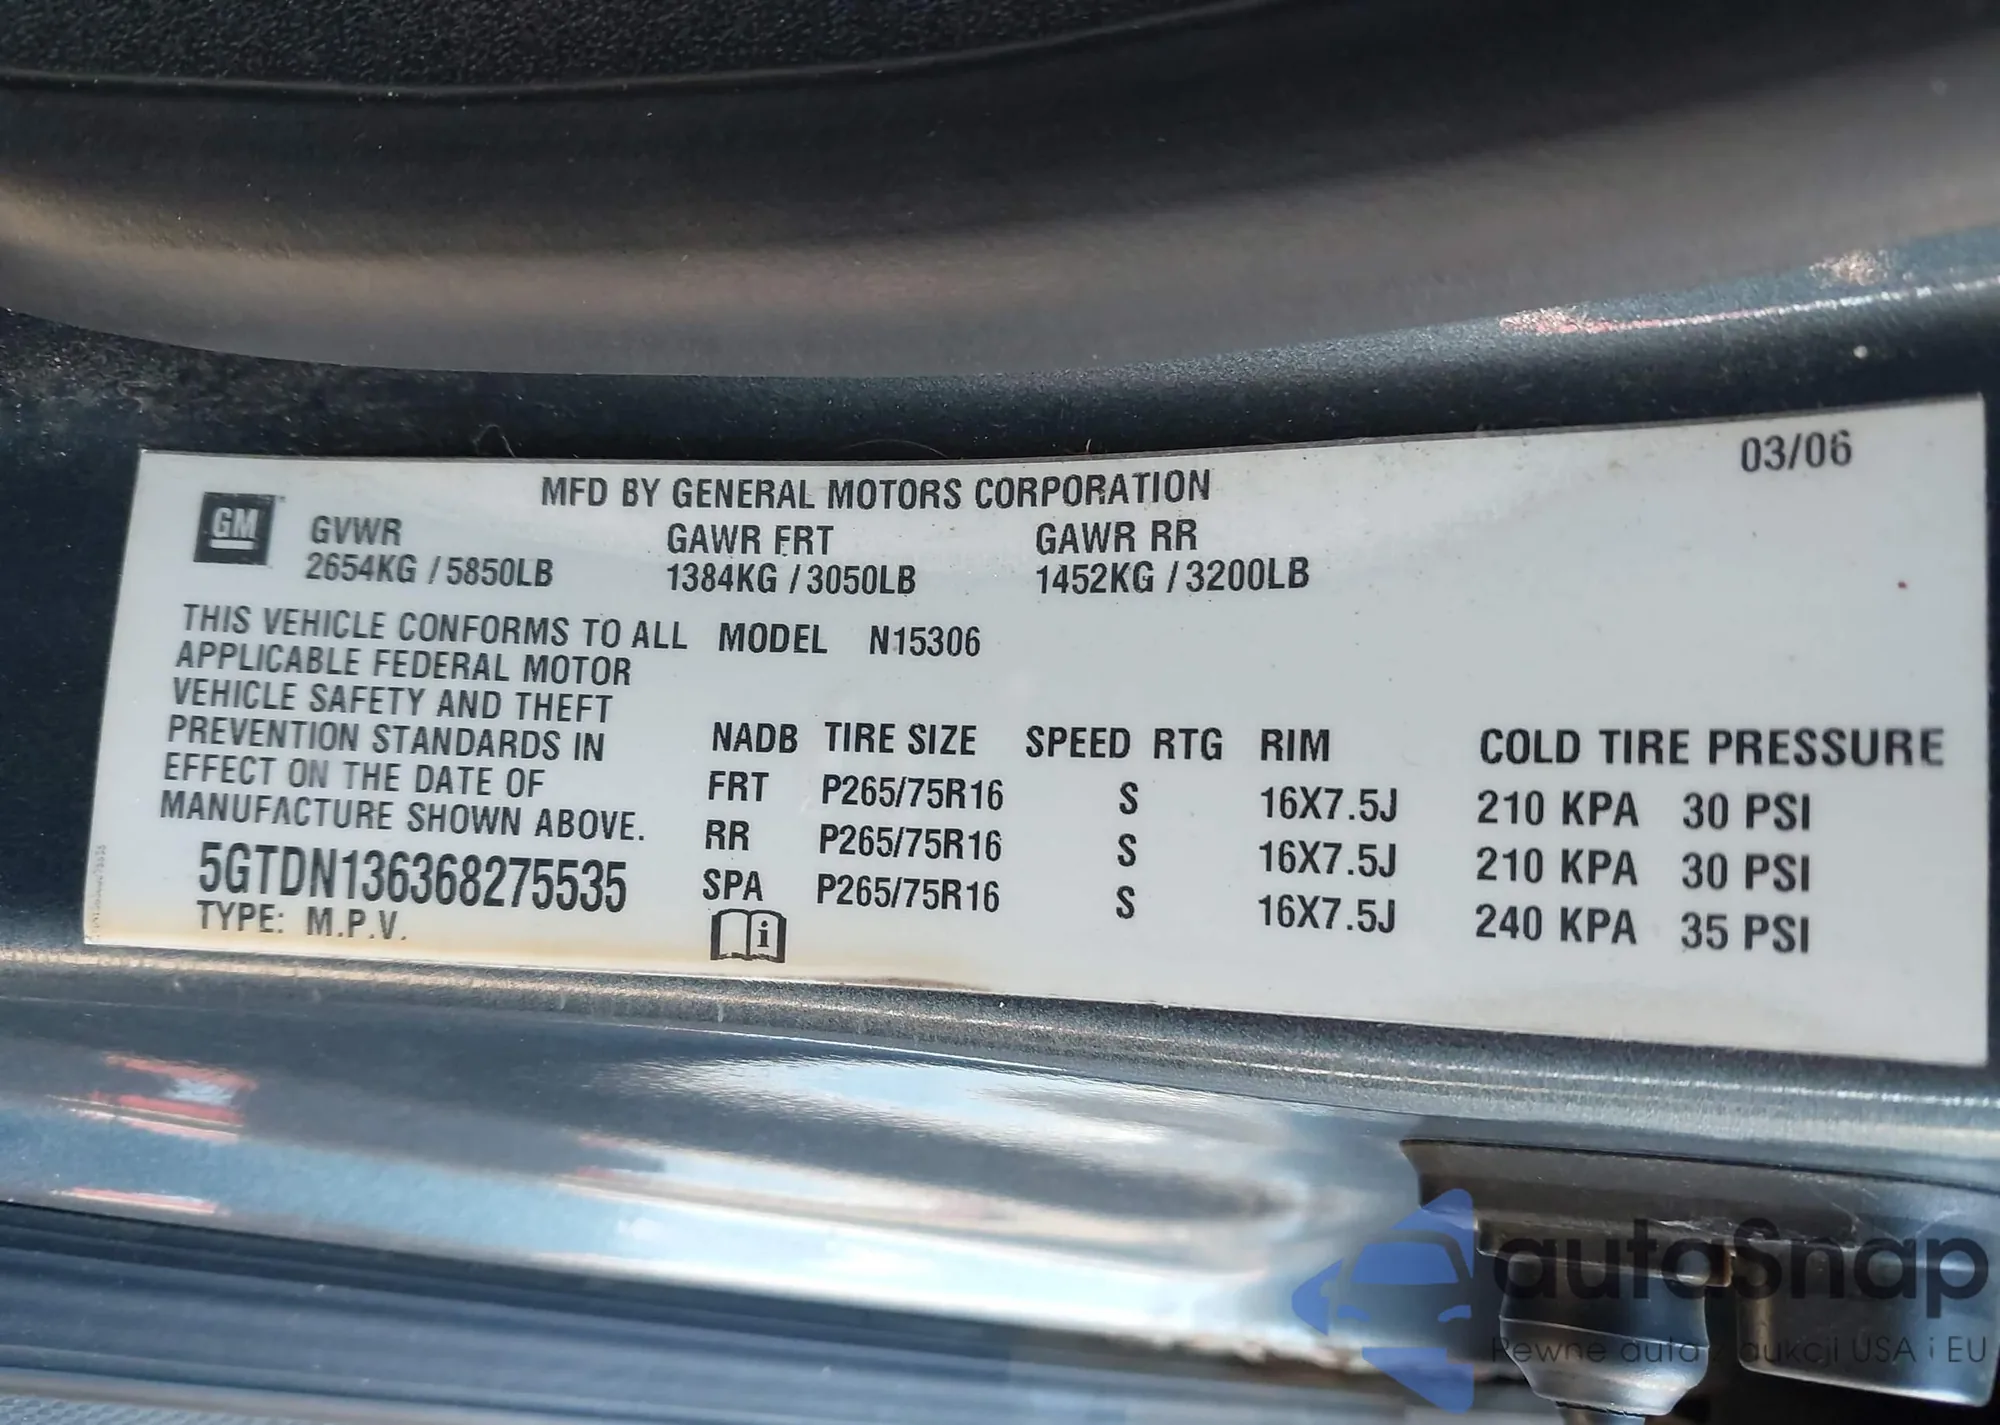 03/06
MFD BY GENERAL MOTORS CORPORATION
GM
GVWR GAWR FRT GAWR RR
2654KG / 5850LB 1384KG / 3050LB 1452KG / 3200LB
THIS VEHICLE CONFORMS TO ALL MODEL N15306
APPLICABLE FEDERAL MOTOR
VEHICLE SAFETY AND THEFT
PREVENTION STANDARDS IN
EFFECT ON THE DATE OF
MANUFACTURE SHOWN ABOVE.
5GTDN136368275535
TYPE: M.P.V.
NADB TIRE SIZE SPEED RTG RIM COLD TIRE PRESSURE
FRT P265/75R16 S 16X7.5J 210 KPA 30 PSI
RR P265/75R16 S 16X7.5J 210 KPA 30 PSI
SPA P265/75R16 S 16X7.5J 240 KPA 35 PSI
i
autaSnap
Pewne auta z aukcji USA i EU